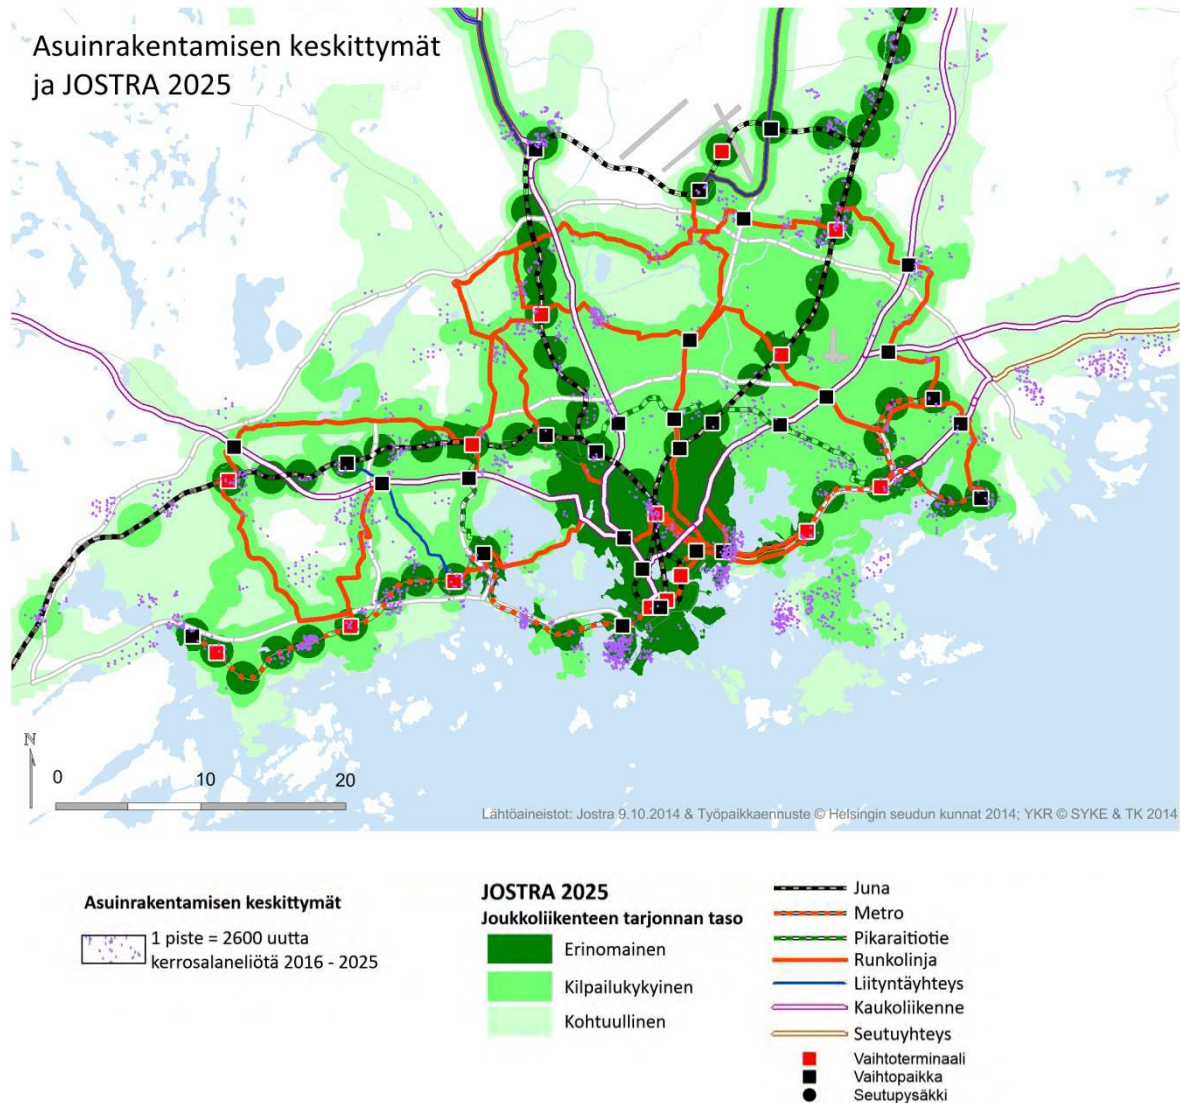 Asuinrakentamisen keskittymät
ja JOSTRA 2025
N
0 10 20
Lähtöaineistot: Jostra 9.10.2014 & Työpaikkaennuste © Helsingin seudun kunnat 2014; YKR © SYKE & TK 2014
Asuinrakentamisen keskittymät
1 piste = 2600 uutta
kerrosalaneliötä 2016 - 2025
JOSTRA 2025
Joukkoliikenteen tarjonnan taso
Erinomainen
Kilpailukykyinen
Kohtuullinen
Juna
Metro
Pikaraitiotie
Runkolinja
Liityntäyhteys
Kaukoliikenne
Seutuyhteys
Vaihtoterminaali
Vaihtopaikka
Seutupysäkki